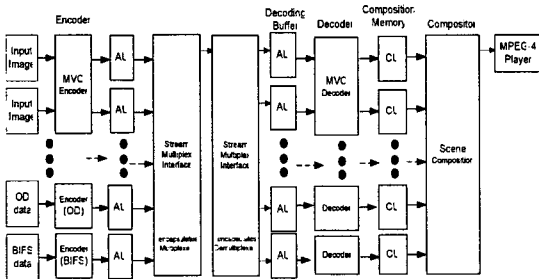 Encoder
Decoding
Buffer
Decoder
Composition
Memory
Compositor
Input
Image
MVC
Encoder
AL
AL
MVC
Decoder
CL
MPEG-4
Player
Input
Image
AL
AL
CL
Stream
Multiplex
Interface
Stream
Multiplex
Interface
Scene
Composition
OD
data
Encoder
(OD)
AL
AL
Decoder
CL
BIFS
data
Encoder
(BIFS)
AL
AL
Decoder
CL